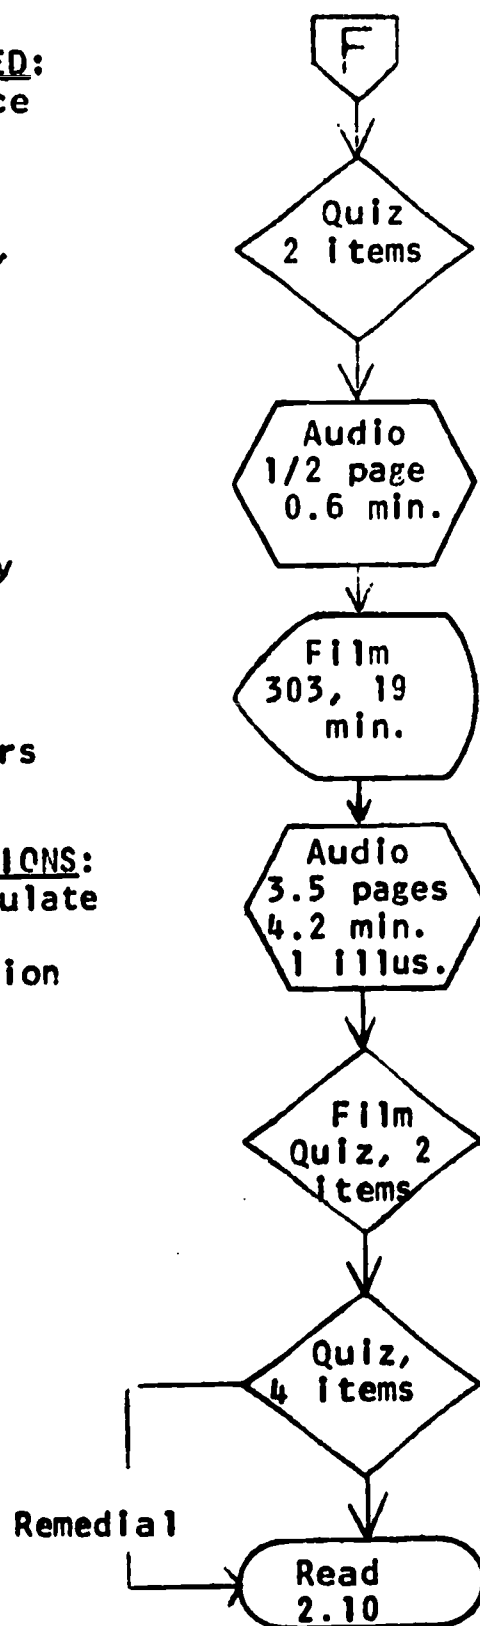 ED:
ce
,
y
rs
IONS:
ulate
ion
F
Quiz
2 items
Audio
1/2 page
0.6 min.
Film
303, 19
min.
Audio
3.5 pages
4.2 min.
1 illus.
Film
Quiz, 2
items
Quiz,
4 items
Remedial
Read
2.10